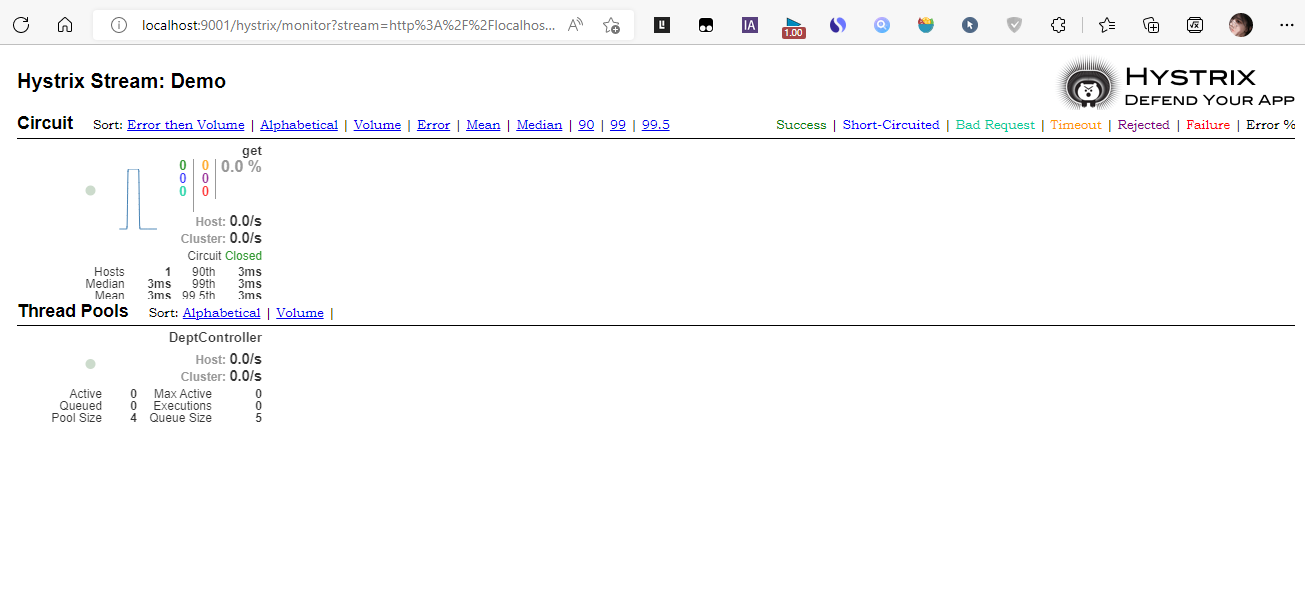 localhost:9001/hystrix/monitor?stream=http%3A%2F%2Flocalhos...
A
L!
IA
1.00
Hystrix Stream: Demo
HYSTRIX
DEFEND YOUR APP
Circuit Sort: Error then Volume | Alphabetical | Volume | Error | Mean | Median | 90 | 99 | 99.5
Success | Short-Circuited | Bad Request | Timeout | Rejected | Failure | Error %
get
0 0 0.0 %
0 0
0 0
Host: 0.0/s
Cluster: 0.0/s
Circuit Closed
Hosts 1 90th 3ms
Median 3ms 99th 3ms
Mean 3ms 99.5th 3ms
Thread Pools Sort: Alphabetical | Volume |
DeptController
Host: 0.0/s
Cluster: 0.0/s
Active 0 Max Active 0
Queued 0 Executions 0
Pool Size 4 Queue Size 5